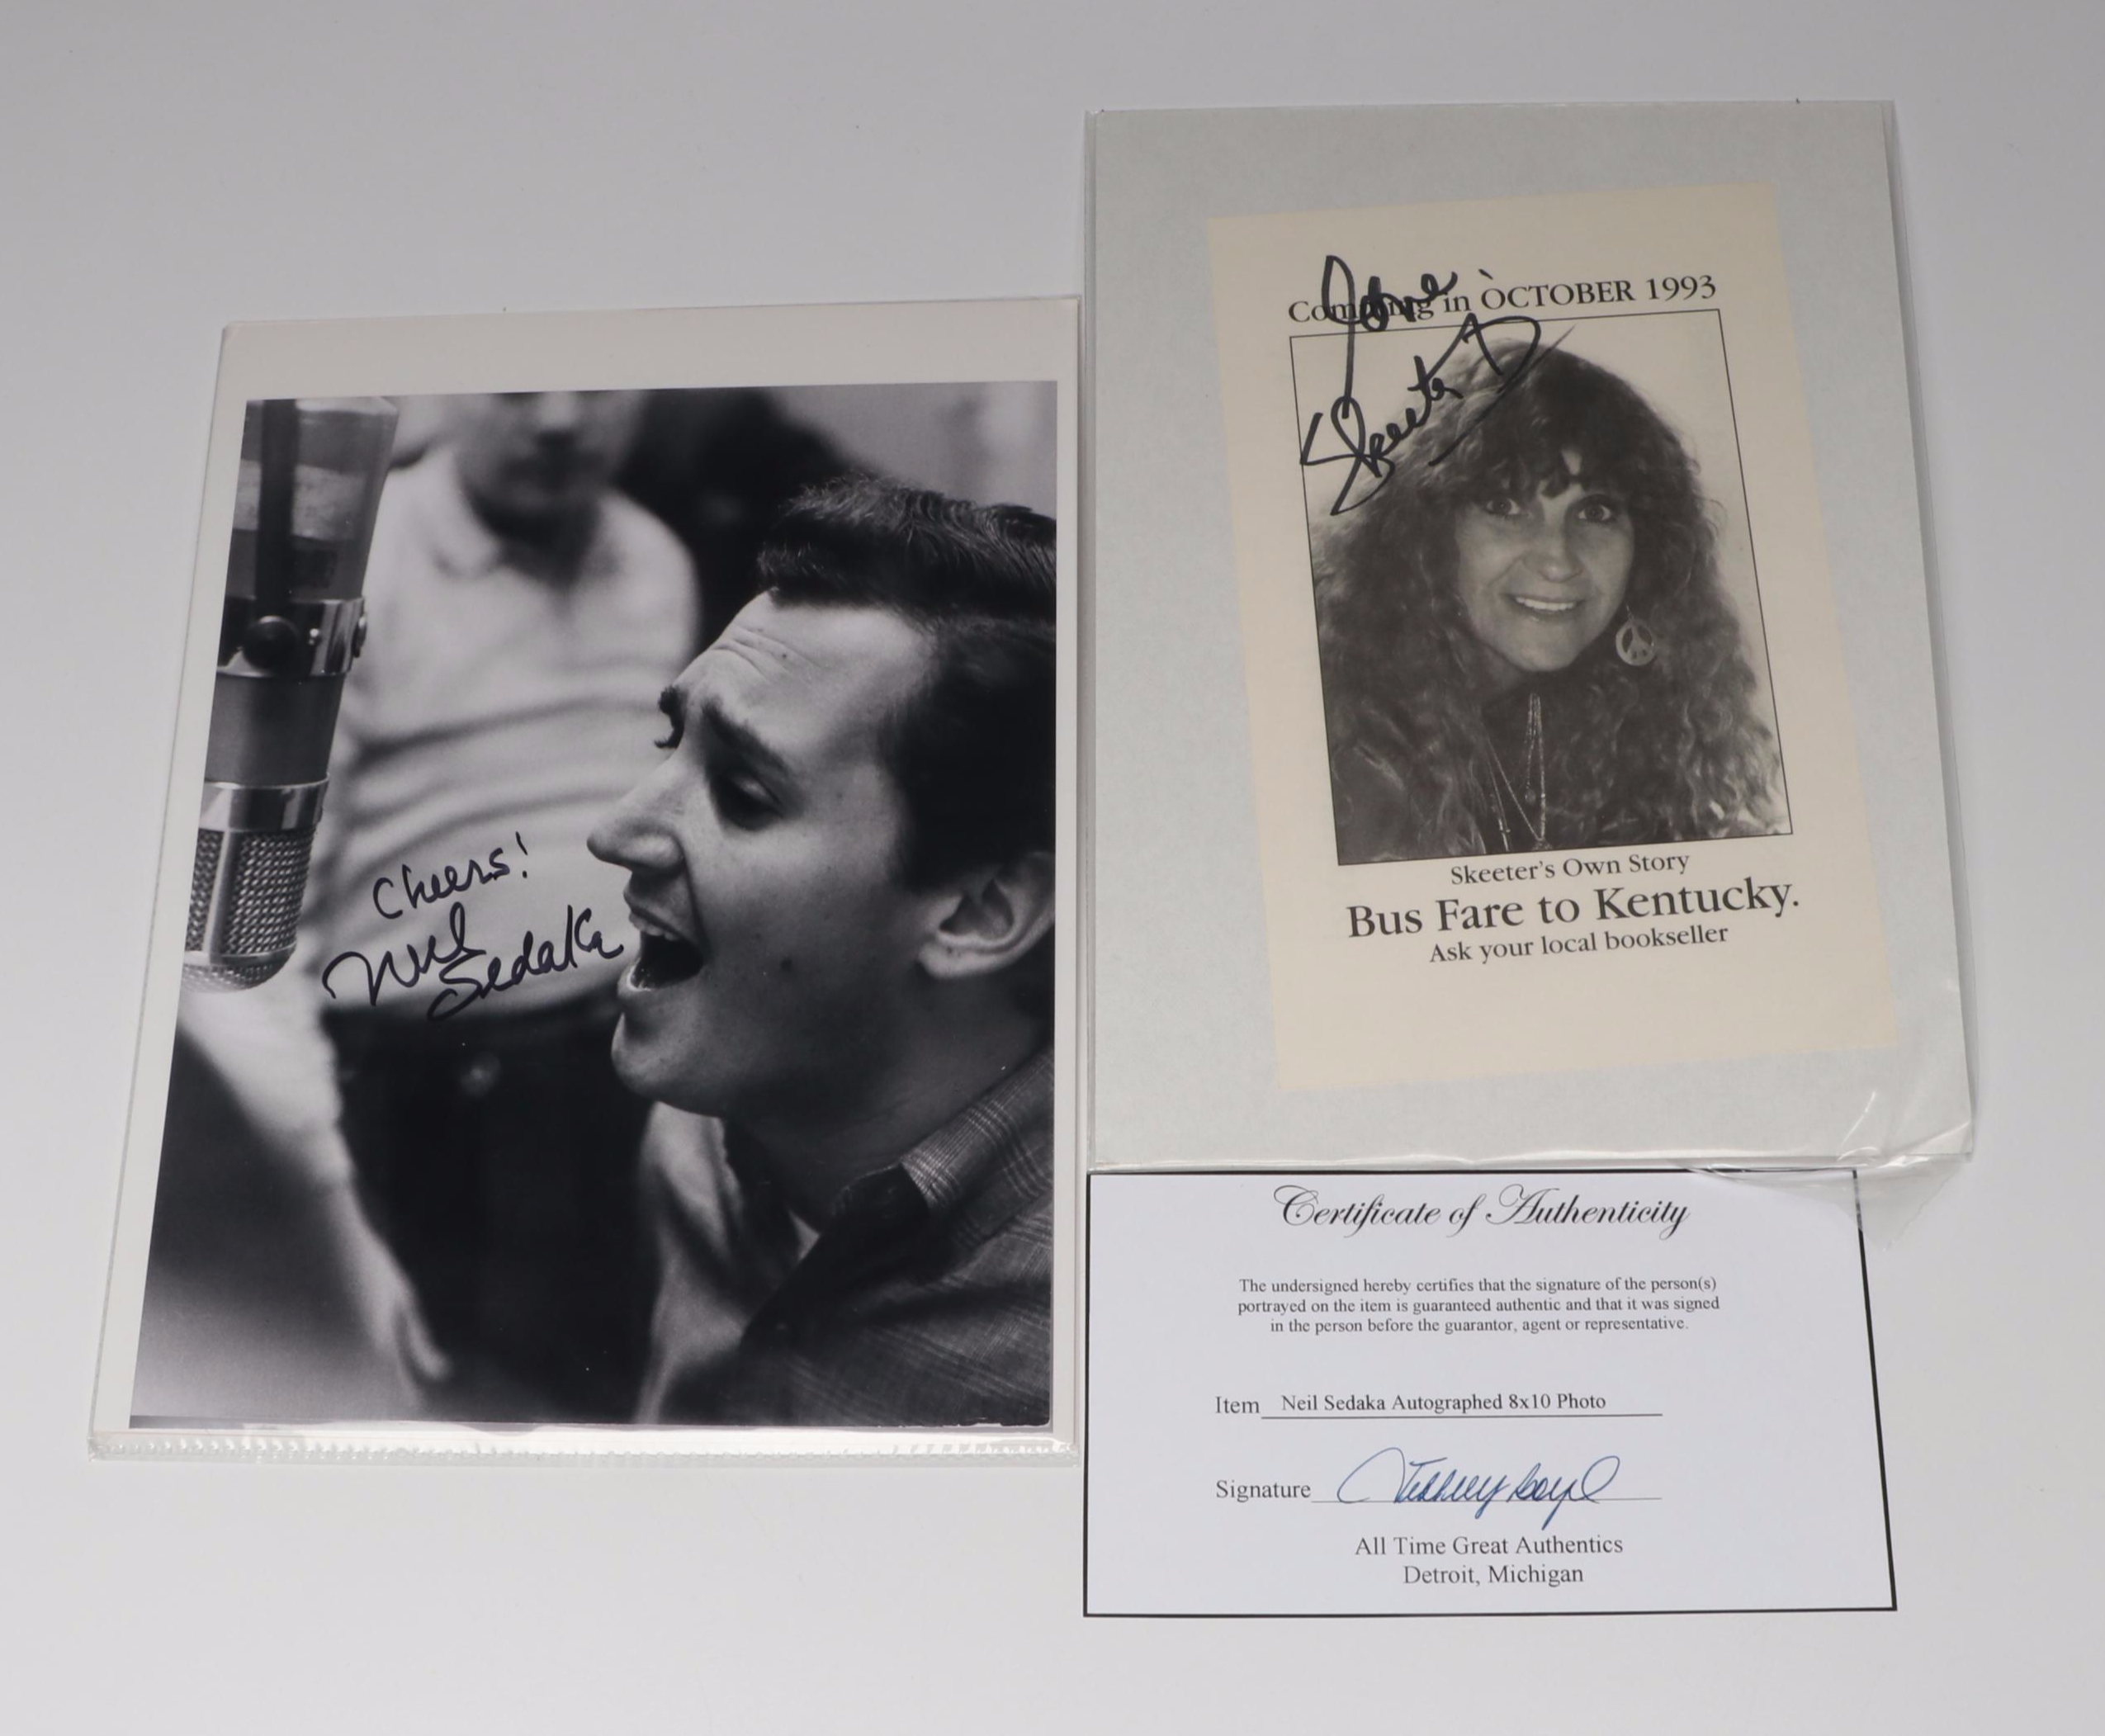 Cheers!
Neil
Sedaka
Love
Comming in OCTOBER 1993
Skeeter D
Skeeter's Own Story
Bus Fare to Kentucky.
Ask your local bookseller
Certificate of Authenticity
The undersigned hereby certifies that the signature of the person(s)
portrayed on the item is guaranteed authentic and that it was signed
in the person before the guarantor, agent or representative.
Item Neil Sedaka Autographed 8x10 Photo
Signature
All Time Great Authentics
Detroit, Michigan